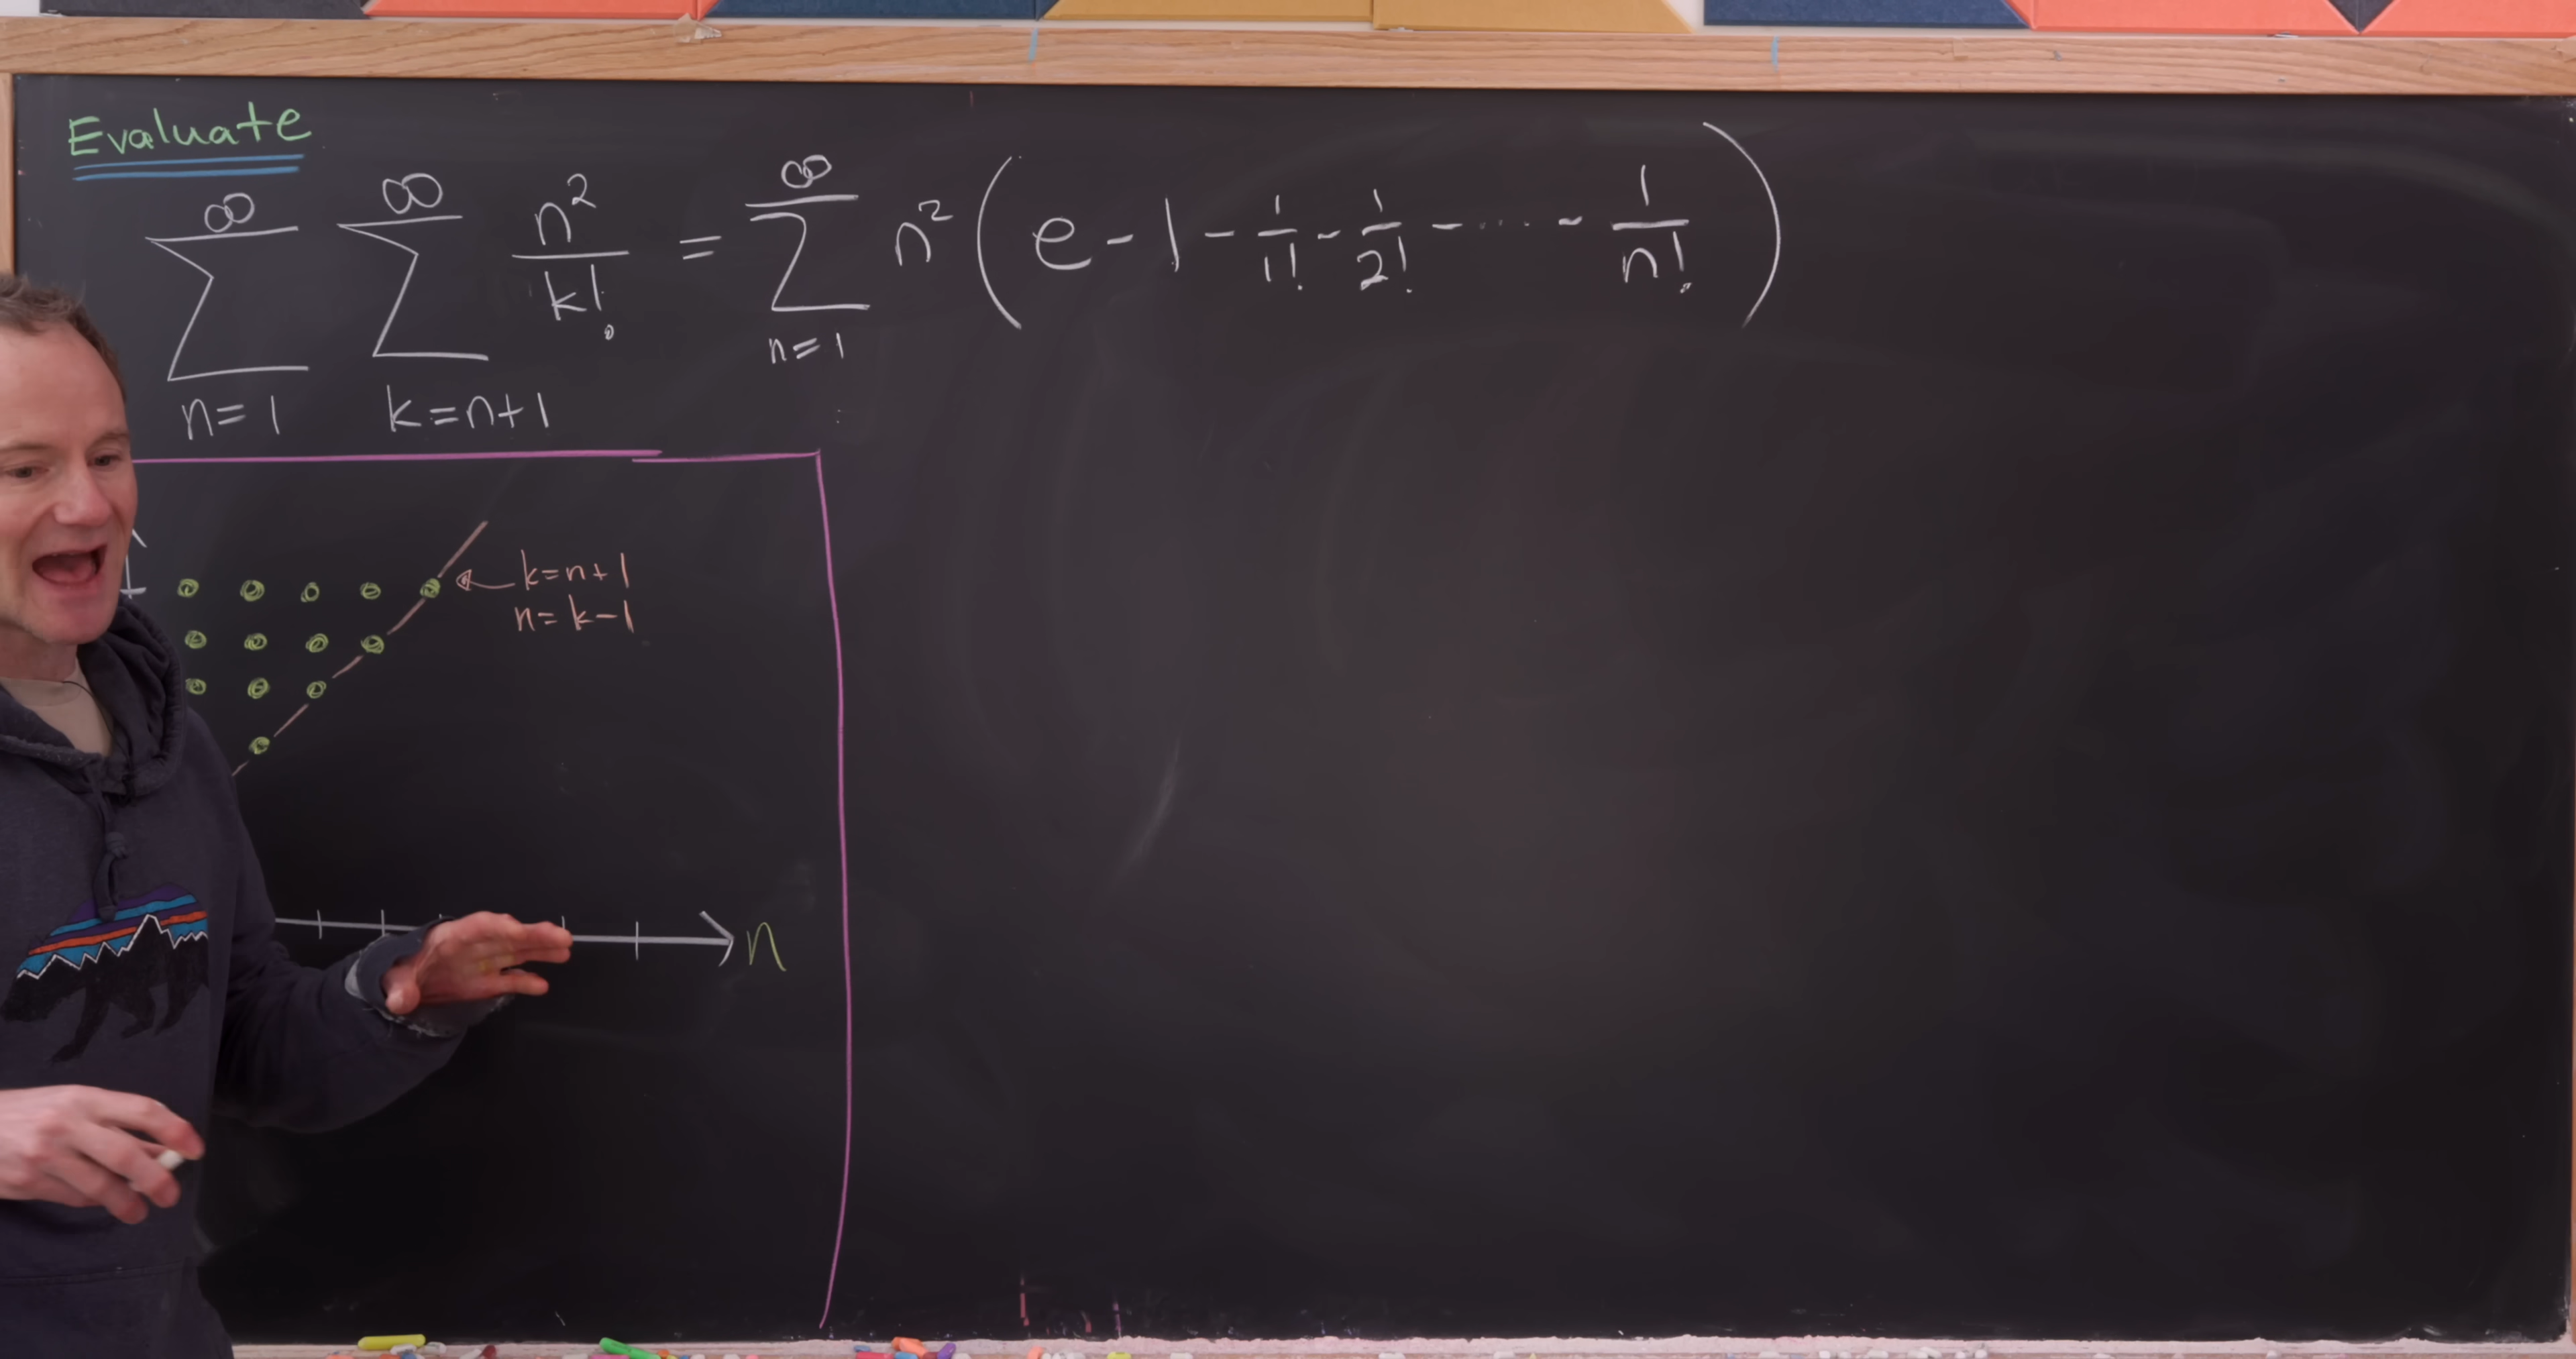 Evaluate
∞ ∞ n² / k! = ∞ n² ( e - 1 - 1/1! - 1/2! - ···· - 1/n! )
∑ ∑ ∑
n=1 k=n+1 n=1
k=n+1
n=k-1
n